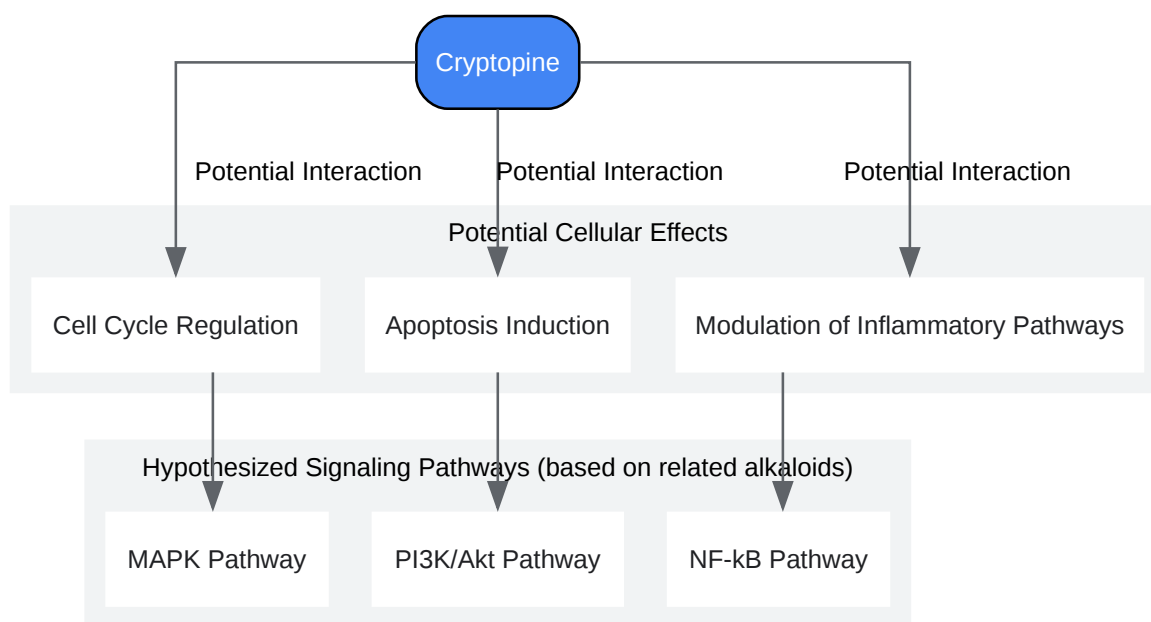 Cryptopine
Potential Interaction
Potential Interaction
Potential Interaction
Potential Cellular Effects
Cell Cycle Regulation
Apoptosis Induction
Modulation of Inflammatory Pathways
Hypothesized Signaling Pathways (based on related alkaloids)
MAPK Pathway
PI3K/Akt Pathway
NF-kB Pathway